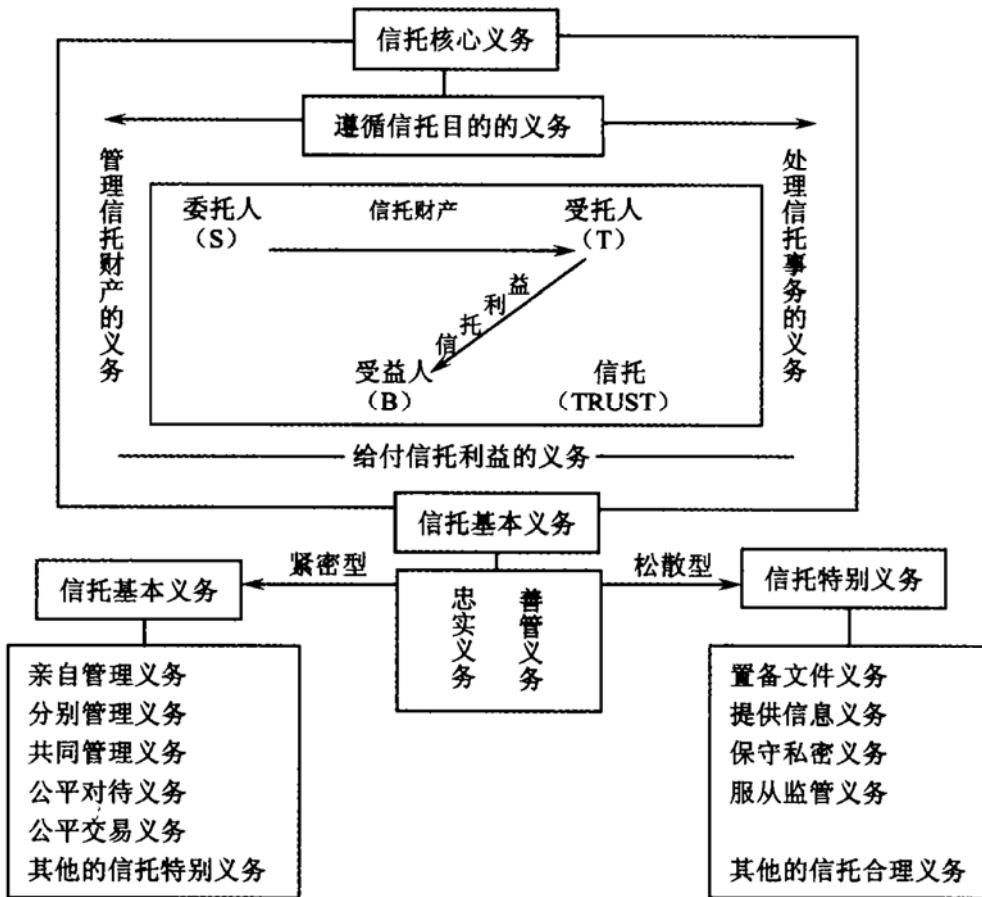 信托核心义务
遵循信托目的的义务
管理信托财产的义务
处理信托事务的义务
委托人
（S）
信托财产
受托人
（T）
信托利益
受益人
（B）
信托
（TRUST）
给付信托利益的义务
信托基本义务
紧密型
松散型
信托基本义务
忠实义务
善管义务
信托特别义务
亲自管理义务
分别管理义务
共同管理义务
公平对待义务
公平交易义务
其他的信托特别义务
置备文件义务
提供信息义务
保守私密义务
服从监管义务
其他的信托合理义务